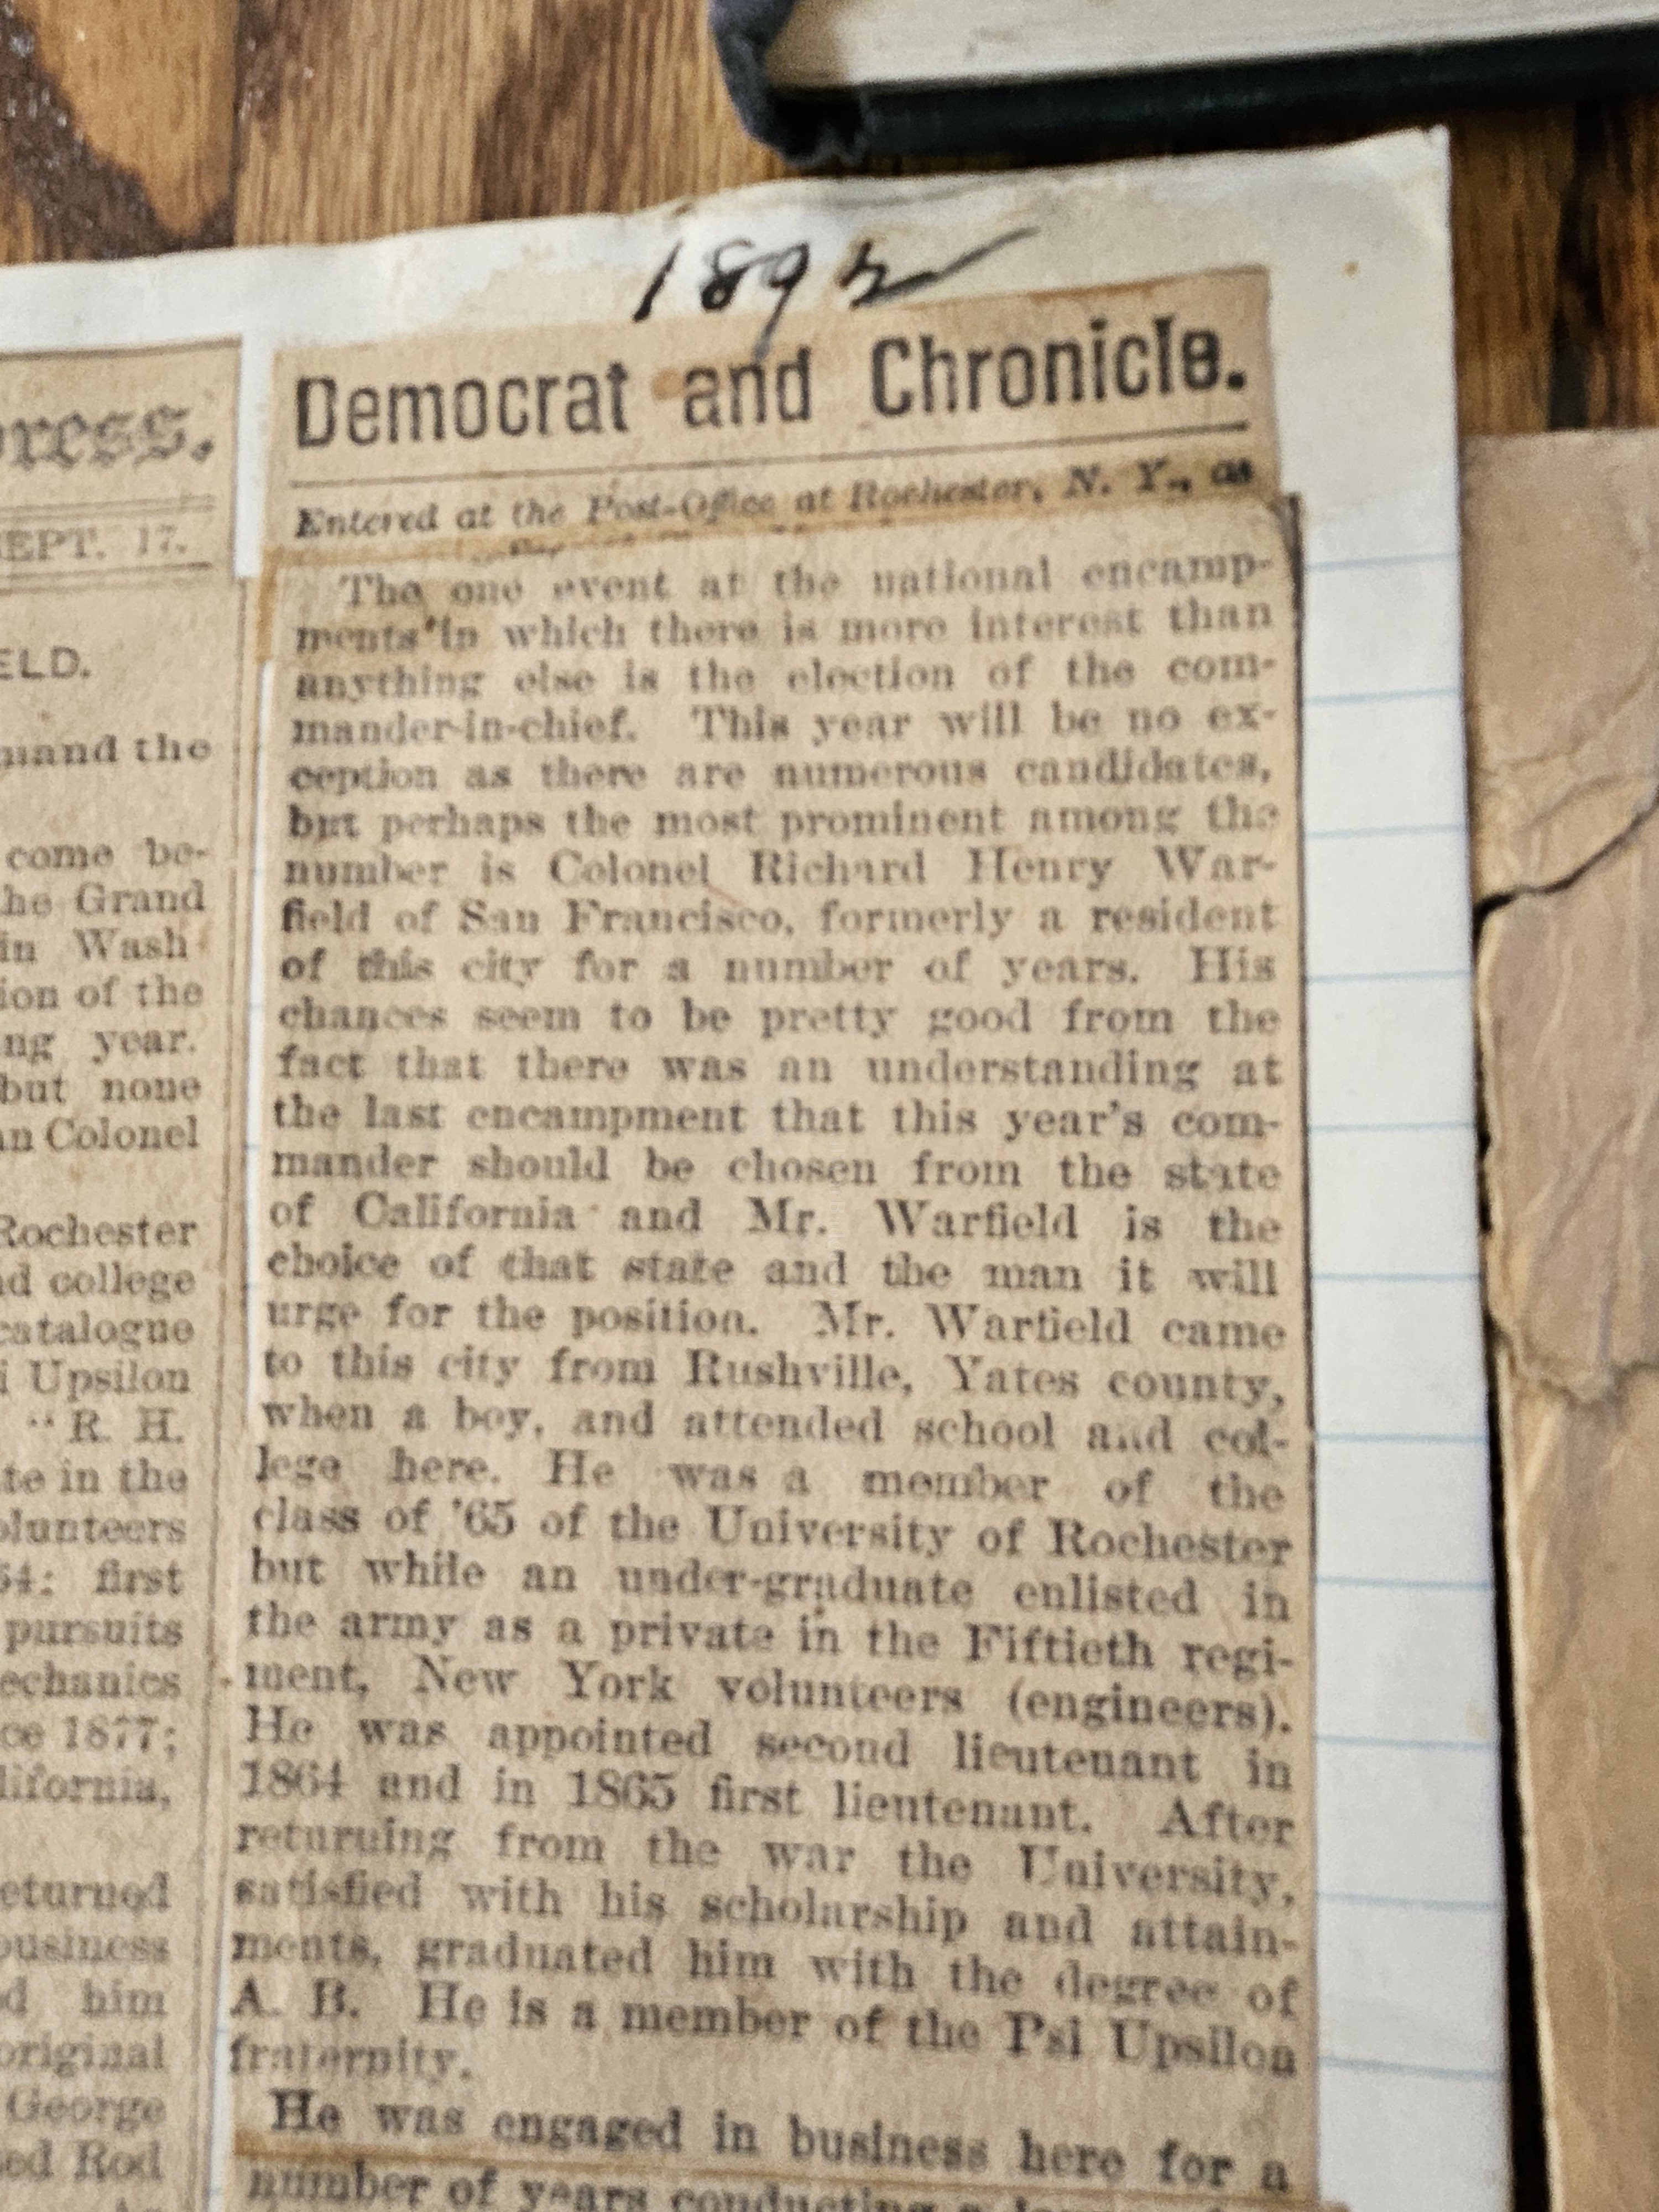 1892
Democrat and Chronicle.
Entered at the Post-Office at Rochester, N. Y., as
The one event at the national encamp-
ments in which there is more interest than
anything else is the election of the com-
mander-in-chief. This year will be no ex-
ception as there are numerous candidates,
but perhaps the most prominent among the
number is Colonel Richard Henry War-
field of San Francisco, formerly a resident
of this city for a number of years. His
chances seem to be pretty good from the
fact that there was an understanding at
the last encampment that this year's com-
mander should be chosen from the state
of California and Mr. Warfield is the
choice of that state and the man it will
urge for the position. Mr. Warfield came
to this city from Rushville, Yates county,
when a boy, and attended school and col-
lege here. He was a member of the
class of '65 of the University of Rochester
but while an under-graduate enlisted in
the army as a private in the Fiftieth regi-
ment, New York volunteers (engineers).
He was appointed second lieutenant in
1864 and in 1865 first lieutenant. After
returning from the war the University,
satisfied with his scholarship and attain-
ments, graduated him with the degree of
A. B. He is a member of the Psi Upsilon
fraternity.
He was engaged in business here for a
number of years conducting a
ress.
SEPT. 17.
ELD.
mand the
come be-
the Grand
in Wash
ion of the
ng year.
but none
an Colonel
Rochester
nd college
catalogue
i Upsilon
"R. H.
te in the
olunteers
64; first
pursuits
echanics
ce 1877;
lifornia,
eturned
business
d him
original
George
ed Rod